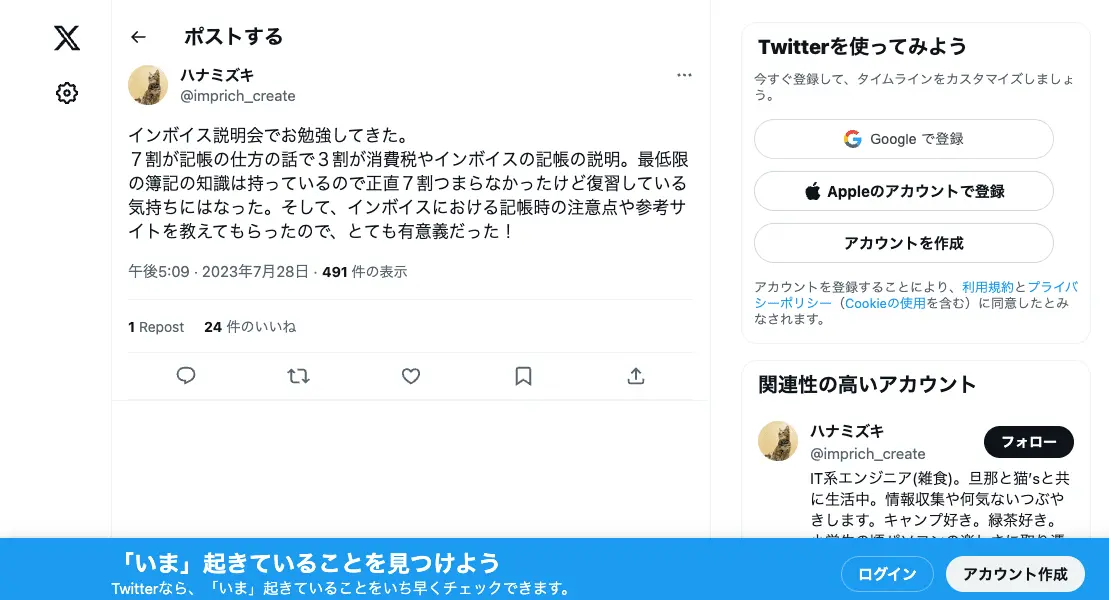 ポストする
ハナミズキ
@imprich_create
インボイス説明会でお勉強してきた。
７割が記帳の仕方の話で３割が消費税やインボイスの記帳の説明。最低限
の簿記の知識は持っているので正直７割つまらなかったけど復習している
気持ちにはなった。そして、インボイスにおける記帳時の注意点や参考サ
イトを教えてもらったので、とても有意義だった！
午後5:09 · 2023年7月28日 · 491 件の表示
1 Repost 24 件のいいね
Twitterを使ってみよう
今すぐ登録して、タイムラインをカスタマイズしましょ
う。
Google で登録
Appleのアカウントで登録
アカウントを作成
アカウントを登録することにより、利用規約とプライバ
シーポリシー（Cookieの使用を含む）に同意したとみ
なされます。
関連性の高いアカウント
ハナミズキ
@imprich_create
フォロー
IT系エンジニア(雑食)。旦那と猫’sと共
に生活中。情報収集や何気ないつぶや
きします。キャンプ好き。緑茶好き。
「いま」起きていることを見つけよう
Twitterなら、「いま」起きていることをいち早くチェックできます。
ログイン
アカウント作成